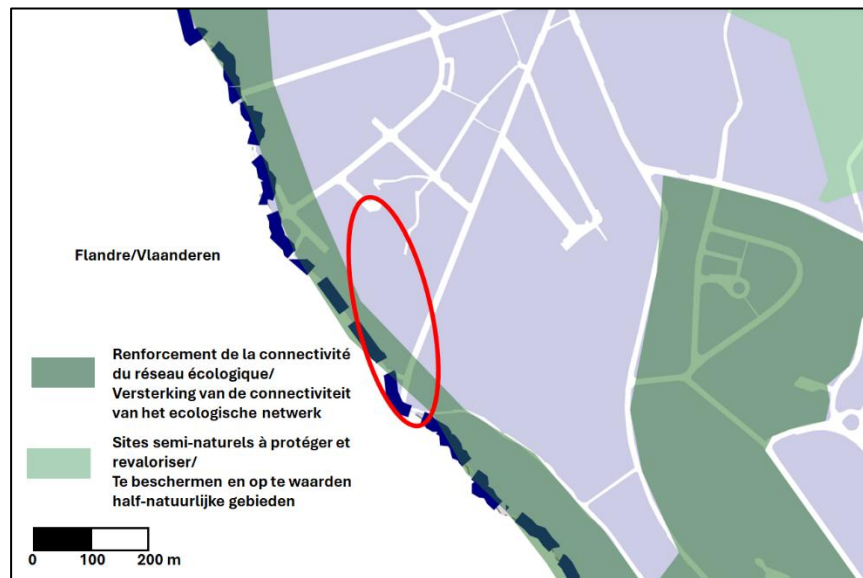 Flandre/Vlaanderen
Renforcement de la connectivité
du réseau écologique/
Versterking van de connectiviteit
van het ecologische netwerk
Sites semi-naturels à protéger et
revaloriser/
Te beschermen en op te waarden
half-natuurlijke gebieden
0 100 200 m